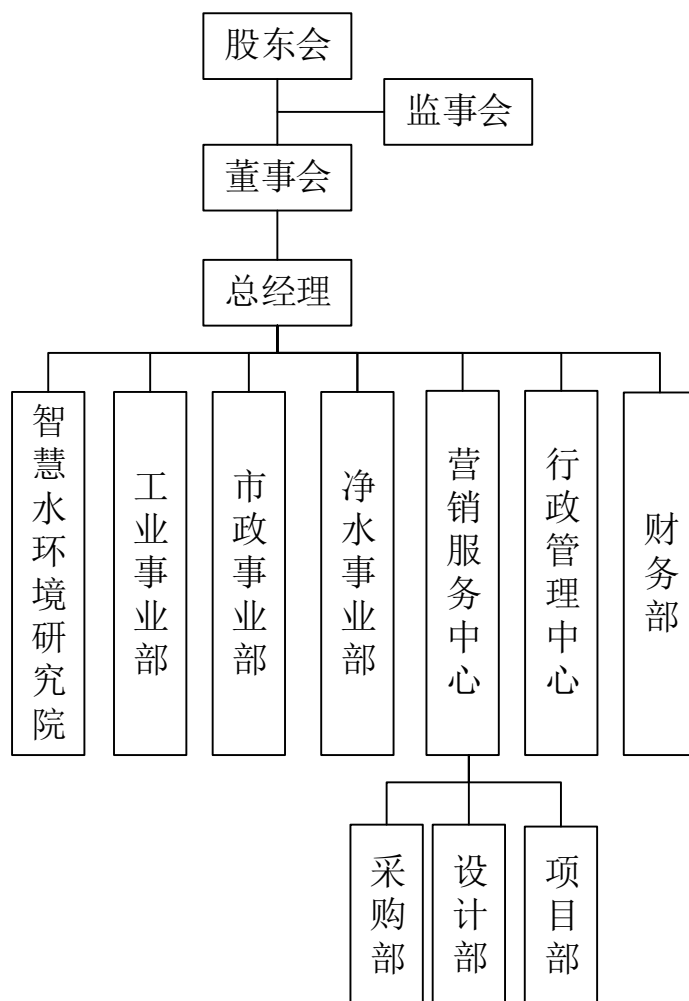 股东会
监事会
董事会
总经理
智慧水环境研究院
工业事业部
市政事业部
净水事业部
营销服务中心
行政管理中心
财务部
采购部
设计部
项目部